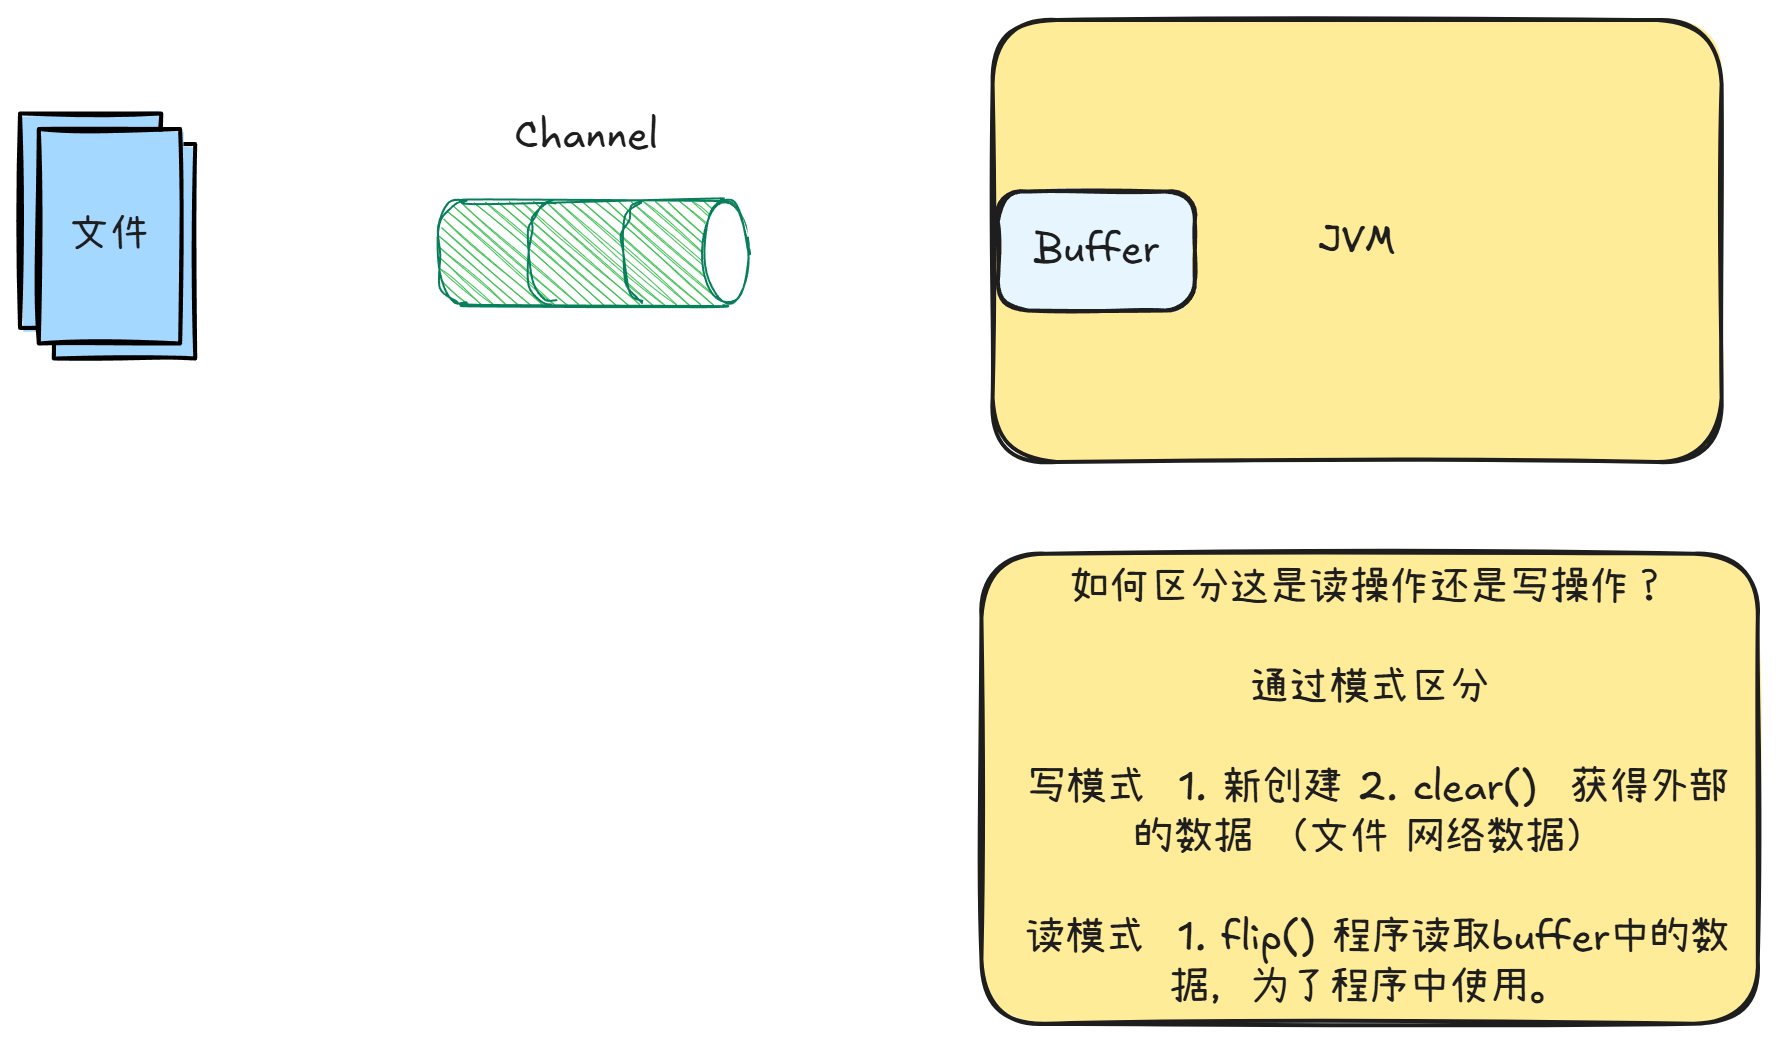 Channel
文件
Buffer
JVM
如何区分这是读操作还是写操作？
通过模式区分
写模式 1. 新创建 2. clear() 获得外部
的数据 （文件 网络数据）
读模式 1. flip() 程序读取buffer中的数
据，为了程序中使用。